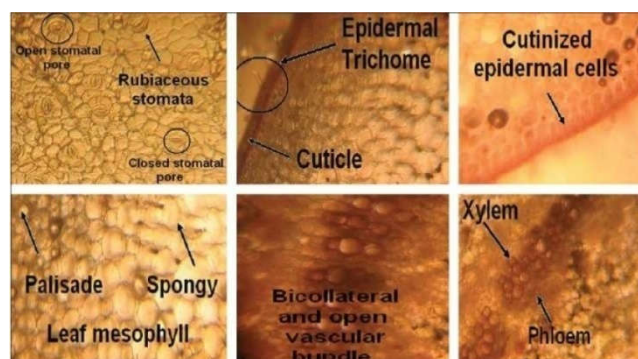 Open stomatal
pore
Rubiaceous
stomata
Closed stomatal
pore
Epidermal
Trichome
Cuticle
Cutinized
epidermal cells
Palisade
Spongy
Leaf mesophyll
Bicollateral
and open
vascular
bundle
Xylem
Phloem